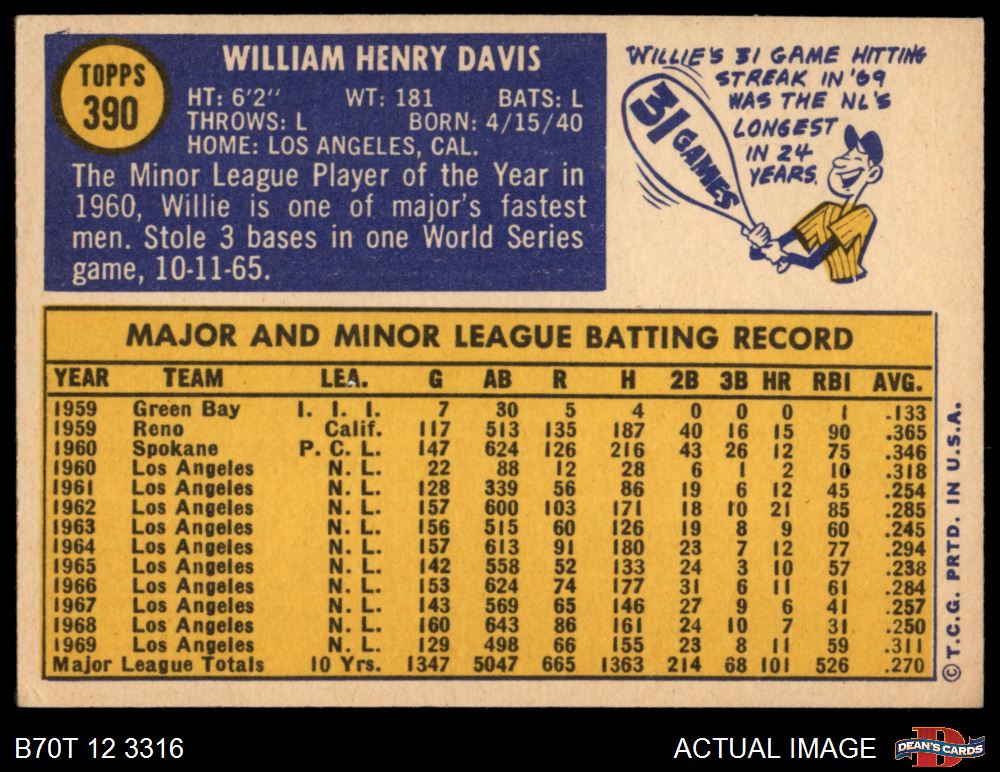 TOPPS
390
WILLIAM HENRY DAVIS
HT: 6'2" WT: 181 BATS: L
THROWS: L BORN: 4/15/40
HOME: LOS ANGELES, CAL.
The Minor League Player of the Year in
1960, Willie is one of major's fastest
men. Stole 3 bases in one World Series
game, 10-11-65.
WILLIE'S 31 GAME HITTING
STREAK IN '69
WAS THE NL'S
LONGEST
IN 24
YEARS.
31 GAMES
MAJOR AND MINOR LEAGUE BATTING RECORD
YEAR TEAM LEA. G AB R H 2B 3B HR RBI AVG.
1959 Green Bay I. I. I. 7 30 5 4 0 0 0 1 .133
1959 Reno Calif. 117 513 135 187 40 16 15 90 .365
1960 Spokane P. C. L. 147 624 126 216 43 26 12 75 .346
1960 Los Angeles N. L. 22 88 12 28 6 1 2 10 .318
1961 Los Angeles N. L. 128 339 56 86 19 6 12 45 .254
1962 Los Angeles N. L. 157 600 103 171 18 10 21 85 .285
1963 Los Angeles N. L. 156 515 60 126 19 8 9 60 .245
1964 Los Angeles N. L. 157 613 91 180 23 7 12 77 .294
1965 Los Angeles N. L. 142 558 52 133 24 3 10 57 .238
1966 Los Angeles N. L. 153 624 74 177 31 6 11 61 .284
1967 Los Angeles N. L. 143 569 65 146 27 9 6 41 .257
1968 Los Angeles N. L. 160 643 86 161 24 10 7 31 .250
1969 Los Angeles N. L. 129 498 66 155 23 8 11 59 .311
Major League Totals 10 Yrs. 1347 5047 665 1363 214 68 101 526 .270
© T.C.G. PRTD. IN U.S.A.
B70T 12 3316
ACTUAL IMAGE
DEAN'S CARDS